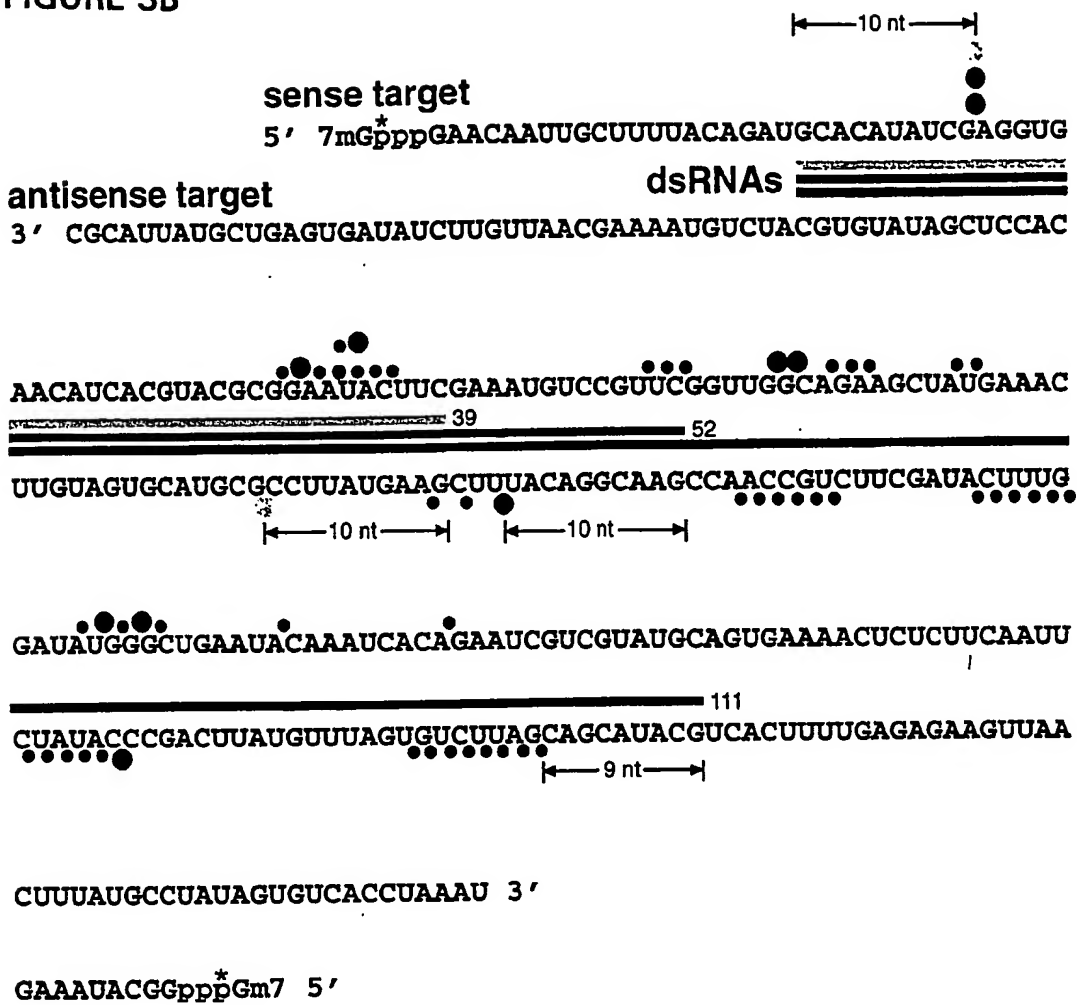 FIGURE 3B
10 nt
sense target
*
5′ 7mGpppGAACAAUUGCUUUUACAGAUGCACAUAUCGAGGUG
dsRNAs
antisense target
3′ CGCAUUAUGCUGAGUGAUAUCUUGUUAACGAAAAUGUCUACGUGUAUAGCUCCAC
AACAUCACGUACGCGGAAUACUUCGAAAUGUCCGUUCGGUUGGCAGAAGCUAUGAAAC
39
52
UUGUAGUGCAUGCGCCUUAUGAAGCUUUACAGGCAAGCCAACCGUCUUCGAUACUUUG
10 nt 10 nt
GAUAUGGGCUGAAUACAAAUCACAGAAUCGUCGUAUGCAGUGAAAACUCUCUUCAAUU
111
CUAUACCCGACUUAUGUUUAGUGUCUUAGCAGCAUACGUCACUUUUGAGAGAAGUUAA
9 nt
CUUUAUGCCUAUAGUGUCACCUAAAU 3′
*
GAAAUACGGpppGm7 5′